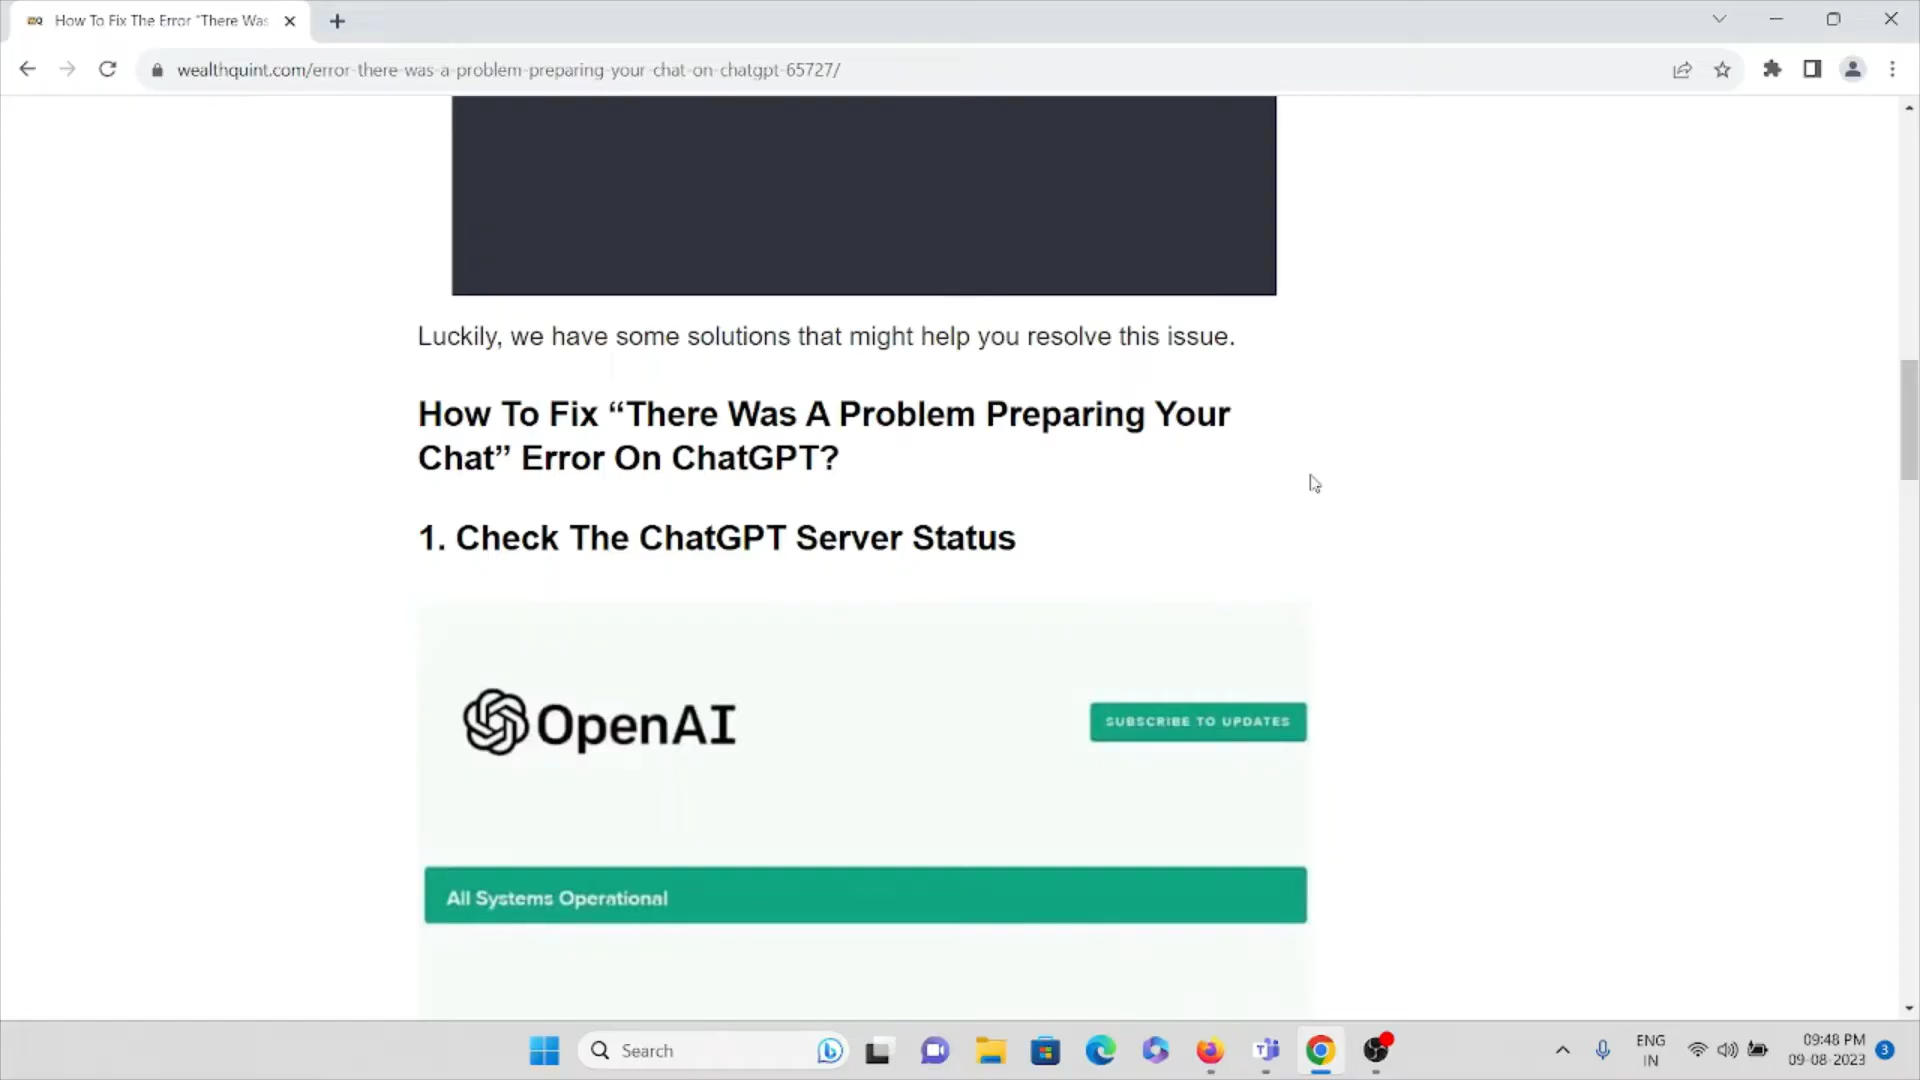 How To Fix The Error "There Was
wealthquint.com/error-there-was-a-problem-preparing-your-chat-on-chatgpt-65727/
Luckily, we have some solutions that might help you resolve this issue.
How To Fix “There Was A Problem Preparing Your
Chat” Error On ChatGPT?
1. Check The ChatGPT Server Status
OpenAI
SUBSCRIBE TO UPDATES
All Systems Operational
Search
ENG
IN
09:48 PM
09-08-2023
3